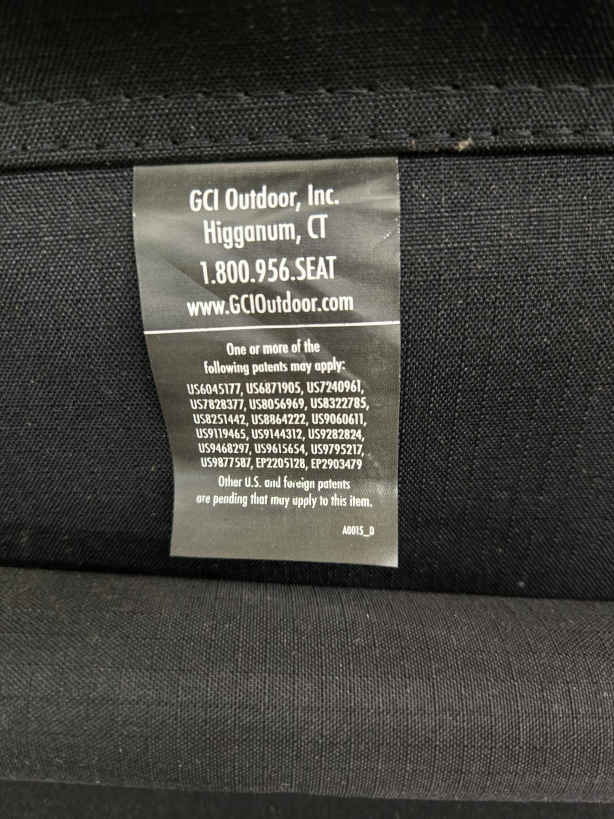 GCI Outdoor, Inc.
Higganum, CT
1.800.956.SEAT
www.GCIOutdoor.com
One or more of the
following patents may apply:
US6045177, US6871905, US7240961,
US7828377, US8056969, US8322785,
US8251442, US8864222, US9060611,
US9119465, US9144312, US9282824,
US9468297, US9615654, US9795217,
US9877587, EP2205128, EP2903479
Other U.S. and foreign patents
are pending that may apply to this item.
A0015_D